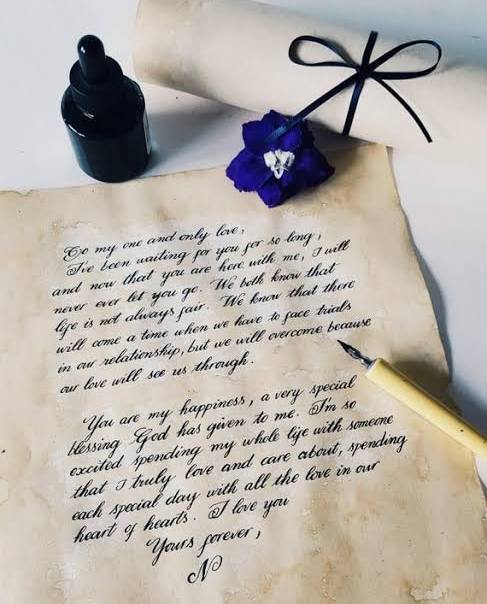 To my one and only love,
I've been waiting for you for so long,
and now that you are here with me, I will
never ever let you go. We both know that
life is not always fair. We know that there
will come a time when we have to face trials
in our relationship, but we will overcome because
our love will see us through.
You are my happiness, a very special
blessing God has given to me. I'm so
excited spending my whole life with someone
that I truly love and care about, spending
each special day with all the love in our
heart of hearts. I love you
Yours forever,
N